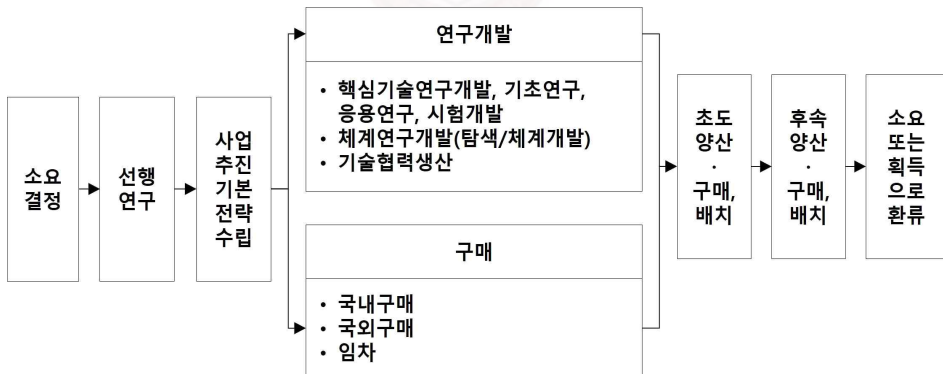 소요
결정
선행
연구
사업
추진
기본
전략
수립
연구개발
• 핵심기술연구개발, 기초연구,
응용연구, 시험개발
• 체계연구개발(탐색/체계개발)
• 기술협력생산
구매
• 국내구매
• 국외구매
• 임차
초도
양산
·
구매,
배치
후속
양산
·
구매,
배치
소요
또는
획득
으로
환류